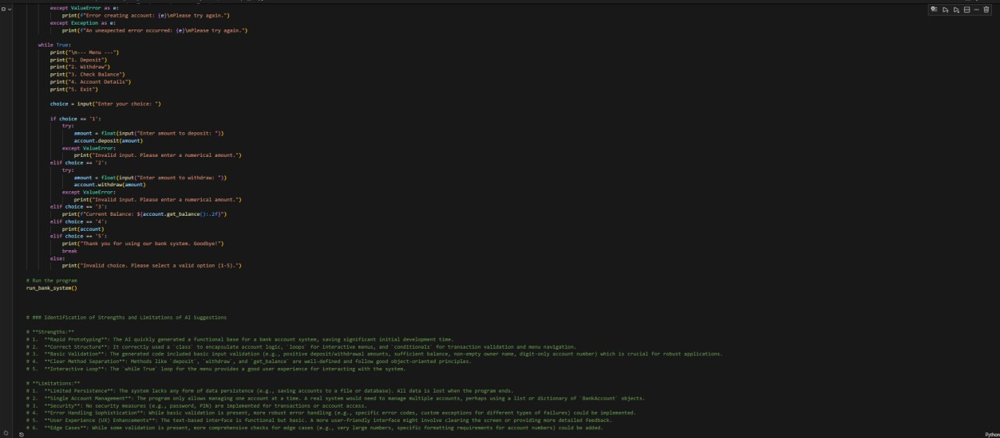 except ValueError as e:
print(f"Error creating account: {e}\nPlease try again.")
except Exception as e:
print(f"An unexpected error occurred: {e}\nPlease try again.")
while True:
print("\n--- Menu ---")
print("1. Deposit")
print("2. Withdraw")
print("3. Check Balance")
print("4. Account Details")
print("5. Exit")
choice = input("Enter your choice: ")
if choice == '1':
try:
amount = float(input("Enter amount to deposit: "))
account.deposit(amount)
except ValueError:
print("Invalid input. Please enter a numerical amount.")
elif choice == '2':
try:
amount = float(input("Enter amount to withdraw: "))
account.withdraw(amount)
except ValueError:
print("Invalid input. Please enter a numerical amount.")
elif choice == '3':
print(f"Current Balance: ${account.get_balance():.2f}")
elif choice == '4':
print(account)
elif choice == '5':
print("Thank you for using our bank system. Goodbye!")
break
else:
print("Invalid choice. Please select a valid option (1-5).")
# Run the program
run_bank_system()
# ### Identification of Strengths and Limitations of AI Suggestions
# **Strengths:**
# 1. **Rapid Prototyping**: The AI quickly generated a functional base for a bank account system, saving significant initial development time.
# 2. **Correct Structure**: It correctly used a `class` to encapsulate account logic, `loops` for interactive menus, and `conditionals` for transaction validation and menu navigation.
# 3. **Basic Validation**: The generated code included basic input validation (e.g., positive deposit/withdrawal amounts, sufficient balance, non-empty owner name, digit-only account number) which is crucial for robust applications.
# 4. **Clear Method Separation**: Methods like `deposit`, `withdraw`, and `get_balance` are well-defined and follow good object-oriented principles.
# 5. **Interactive Loop**: The `while True` loop for the menu provides a good user experience for interacting with the system.
# **Limitations:**
# 1. **Limited Persistence**: The system lacks any form of data persistence (e.g., saving accounts to a file or database). All data is lost when the program ends.
# 2. **Single Account Management**: The program only allows managing one account at a time. A real system would need to manage multiple accounts, perhaps using a list or dictionary of `BankAccount` objects.
# 3. **Security**: No security measures (e.g., password, PIN) are implemented for transactions or account access.
# 4. **Error Handling Sophistication**: While basic validation is present, more robust error handling (e.g., specific error codes, custom exceptions for different types of failures) could be implemented.
# 5. **User Experience (UX) Enhancements**: The text-based interface is functional but basic. A more user-friendly interface might involve clearing the screen or providing more detailed feedback.
# 6. **Edge Cases**: While some validation is present, more comprehensive checks for edge cases (e.g., very large numbers, specific formatting requirements for account numbers) could be added.
Python